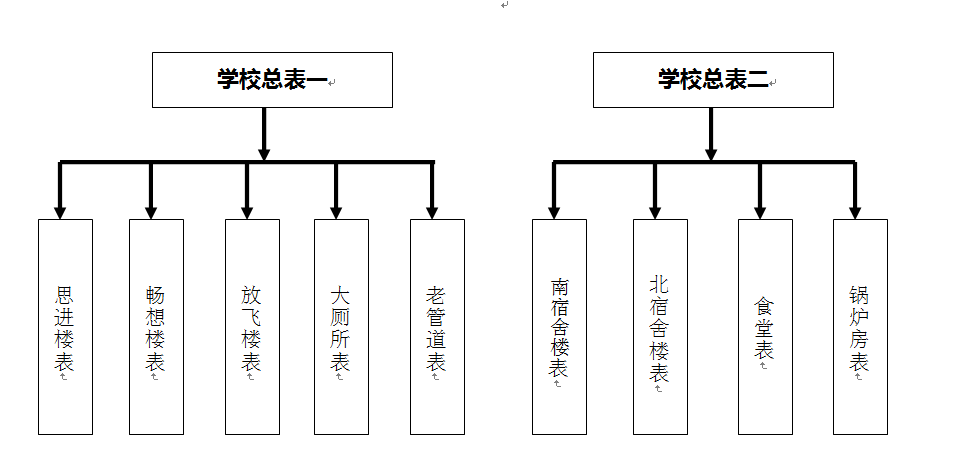 学校总表一
学校总表二
思进楼表
畅想楼表
放飞楼表
大厕所表
老管道表
南宿舍楼表
北宿舍楼表
食堂表
锅炉房表